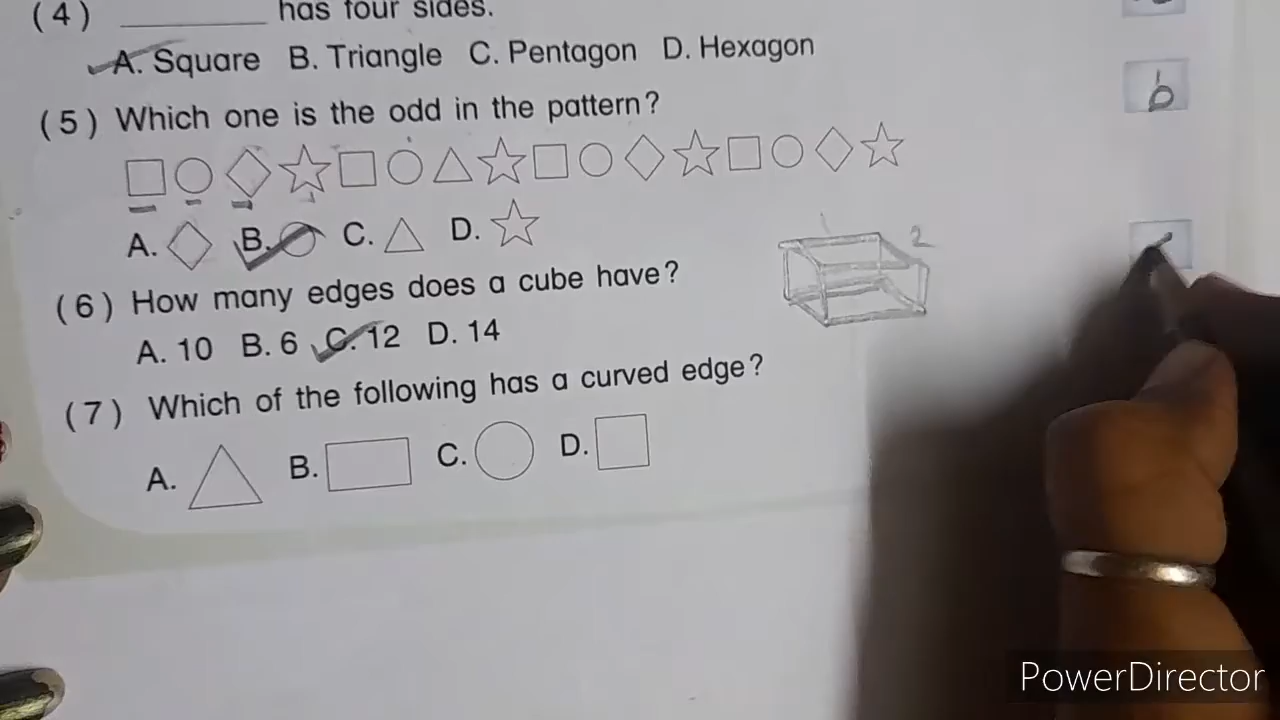 (4) ________ has four sides.
A. Square B. Triangle C. Pentagon D. Hexagon
(5) Which one is the odd in the pattern?
b
A. B. C. D.
2
(6) How many edges does a cube have?
A. 10 B. 6 C. 12 D. 14
(7) Which of the following has a curved edge?
A. B. C. D.
PowerDirector